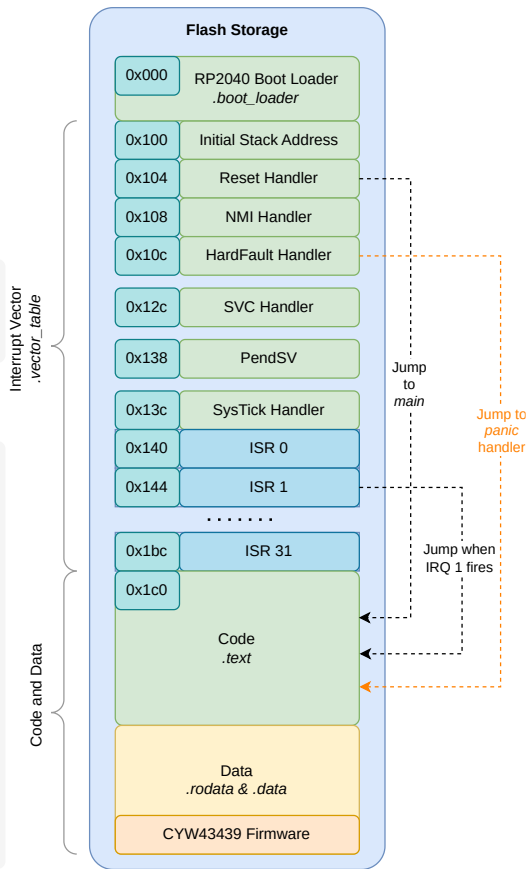 Flash Storage
0x000
RP2040 Boot Loader
.boot_loader
0x100
Initial Stack Address
0x104
Reset Handler
0x108
NMI Handler
0x10c
HardFault Handler
0x12c
SVC Handler
0x138
PendSV
0x13c
SysTick Handler
0x140
ISR 0
0x144
ISR 1
.......
0x1bc
ISR 31
0x1c0
Code
.text
Data
.rodata & .data
CYW43439 Firmware
Interrupt Vector
.vector_table
Code and Data
Jump
to
main
Jump to
panic
handler
Jump when
IRQ 1 fires